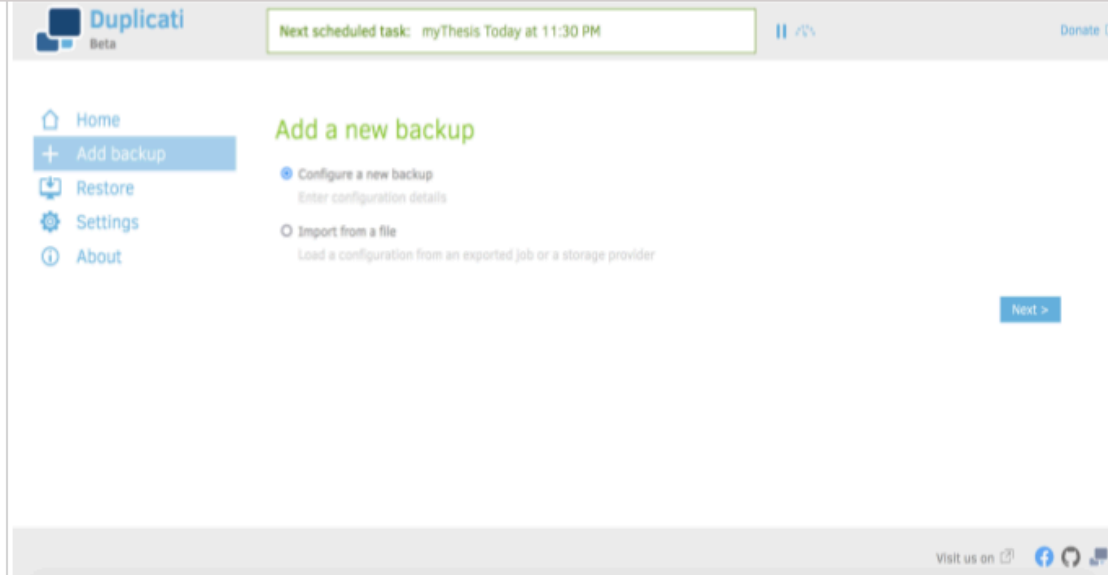 Duplicati
Beta
Next scheduled task: myThesis Today at 11:30 PM
Donate
Home
Add backup
Restore
Settings
About
Add a new backup
Configure a new backup
Enter configuration details
Import from a file
Load a configuration from an exported job or a storage provider
Next >
Visit us on